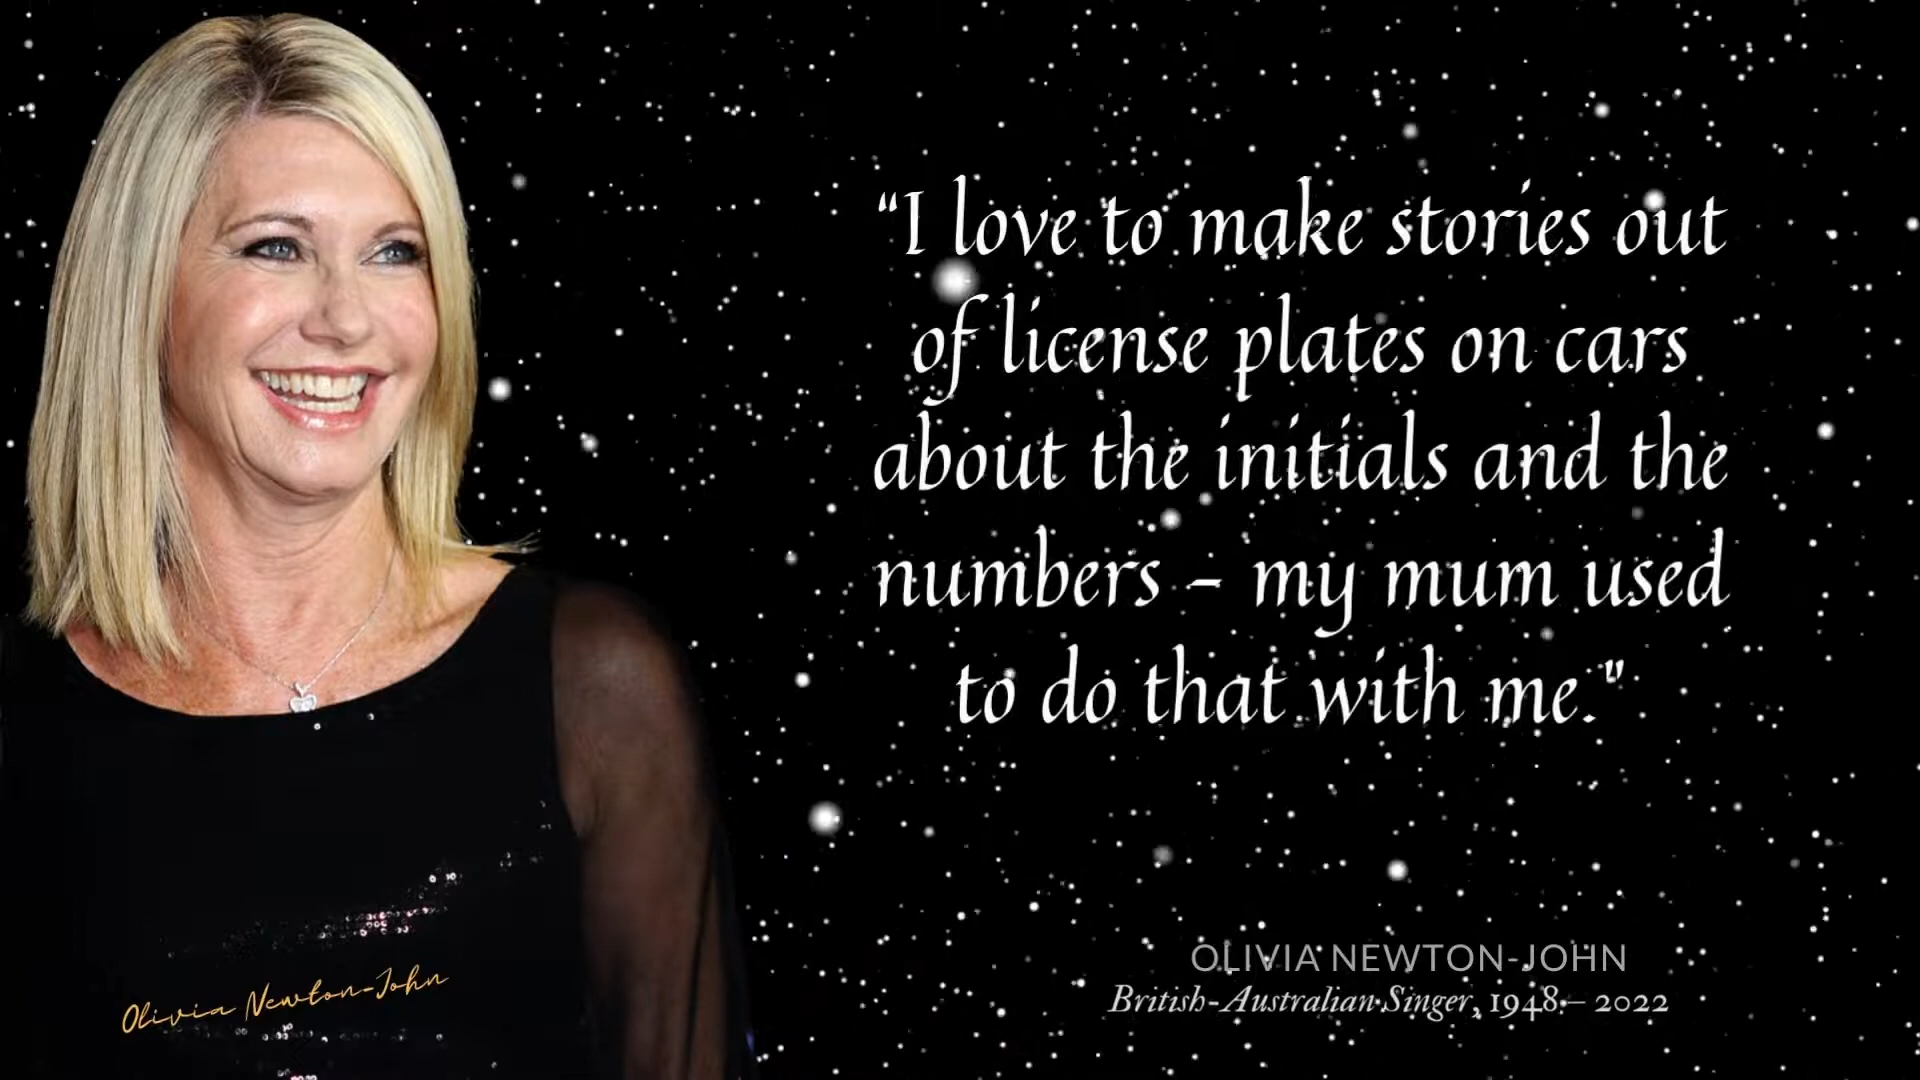 “I love to make stories out
of license plates on cars
about the initials and the
numbers - my mum used
to do that with me."
OLIVIA NEWTON-JOHN
British-Australian Singer, 1948 – 2022
Olivia Newton-John